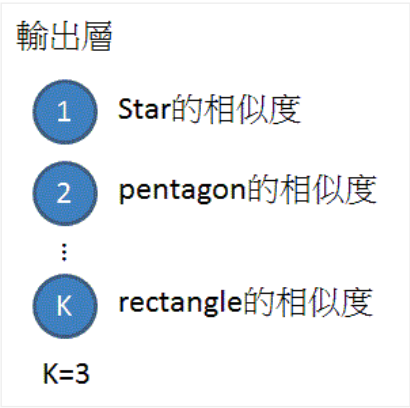 輸出層
1 Star的相似度
2 pentagon的相似度
⋮
K rectangle的相似度
K=3